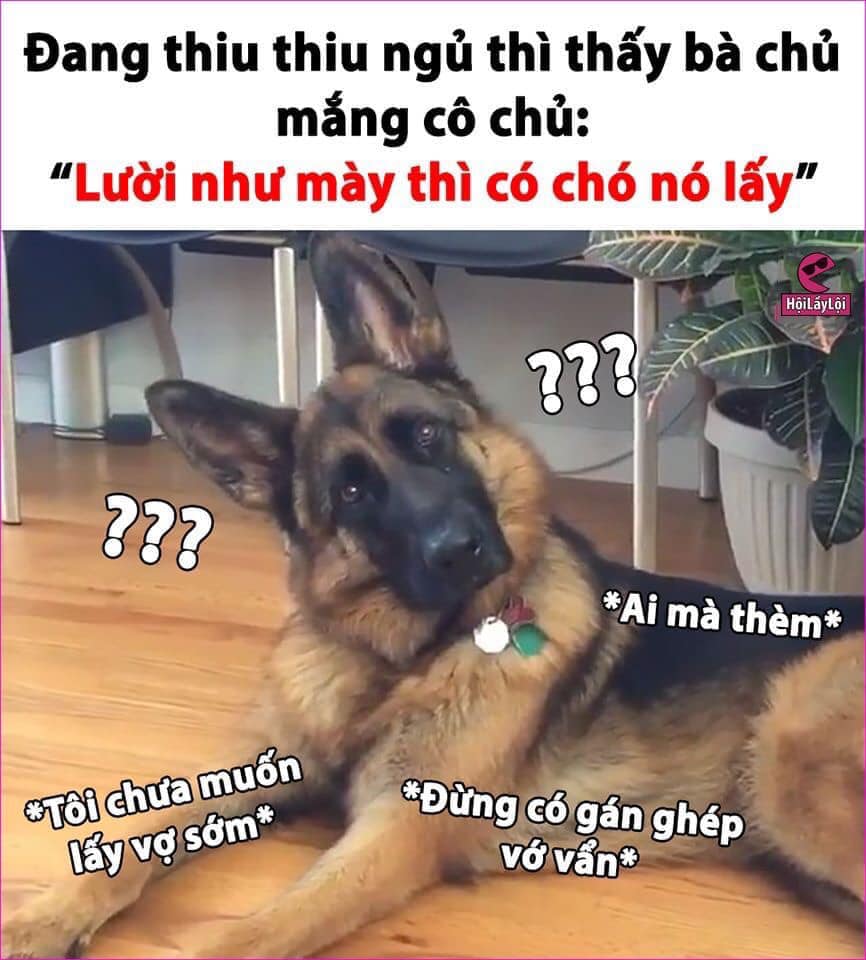 Đang thiu thiu ngủ thì thấy bà chủ
mắng cô chủ:
“Lười như mày thì có chó nó lấy”
HộiLầyLội
???
???
*Ai mà thèm*
*Tôi chưa muốn
lấy vợ sớm*
*Đừng có gán ghép
vớ vẩn*